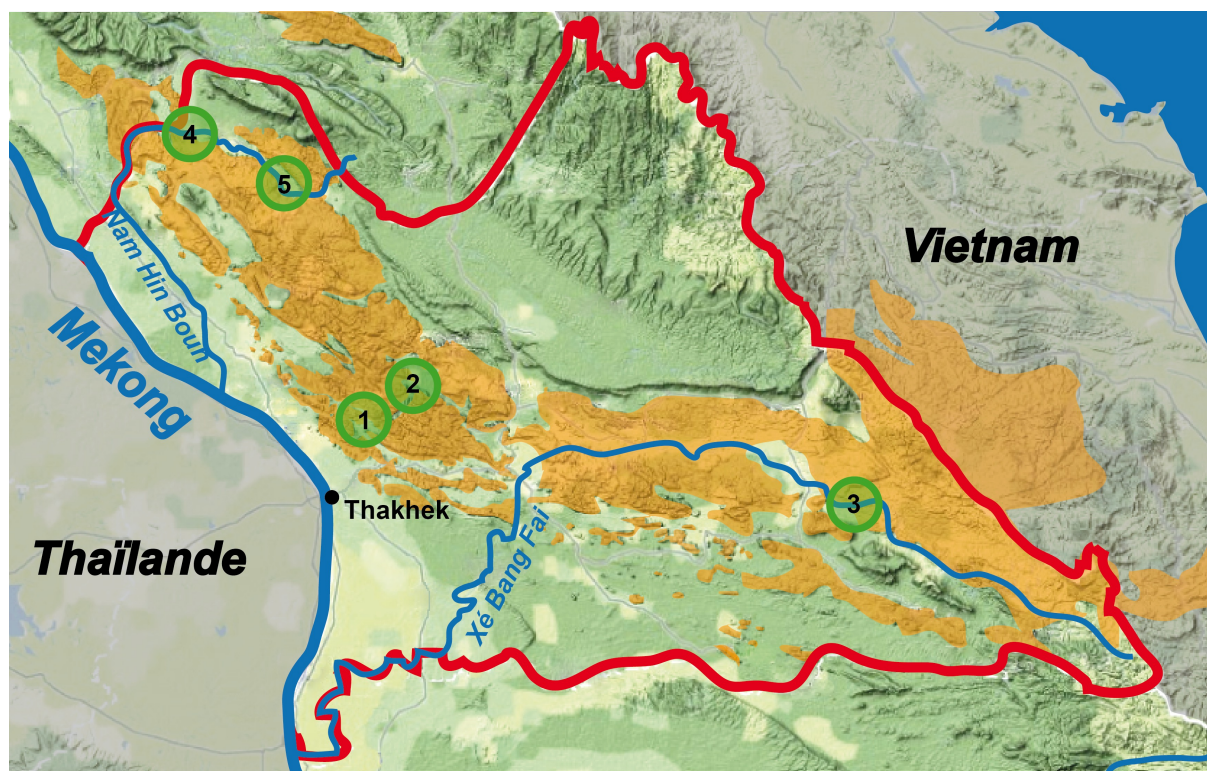 4
5
Vietnam
Nam Hin Boun
Mekong
2
1
3
Thakhek
Thaïlande
Xé Bang Fai